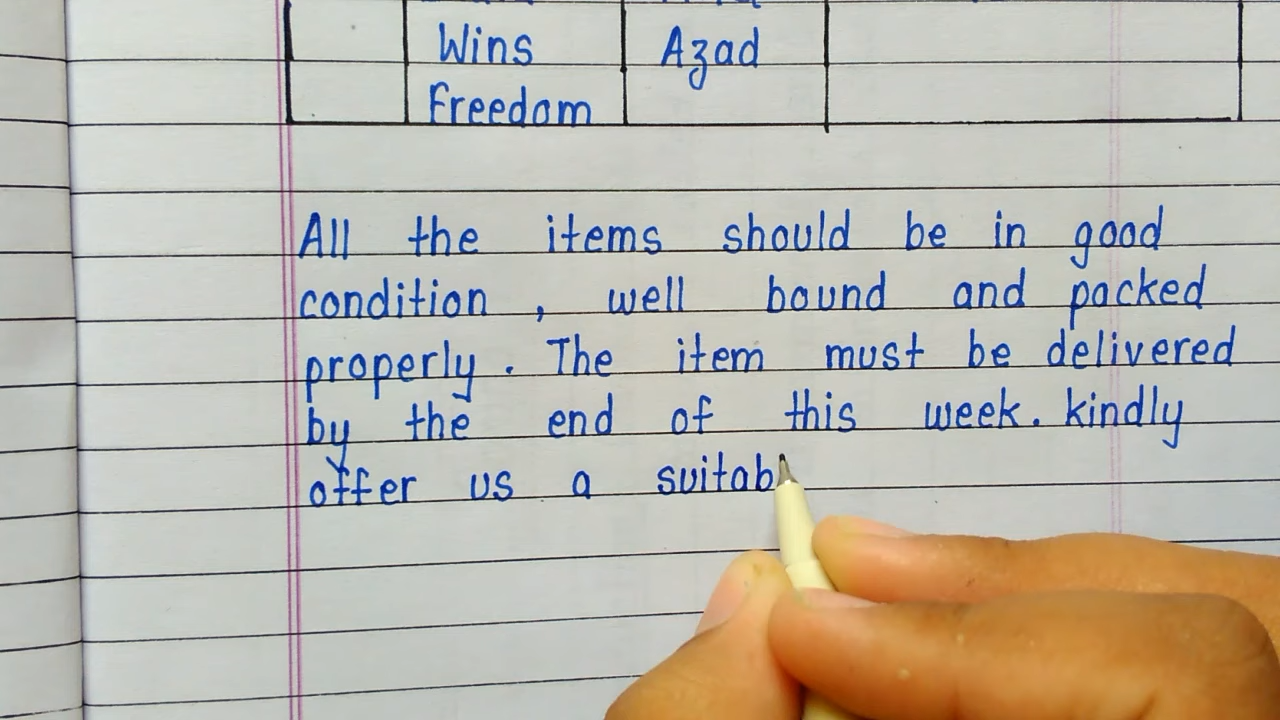 Wins Azad
Freedom
All the items should be in good
condition , well bound and packed
properly . The item must be delivered
by the end of this week. kindly
offer us a suitab